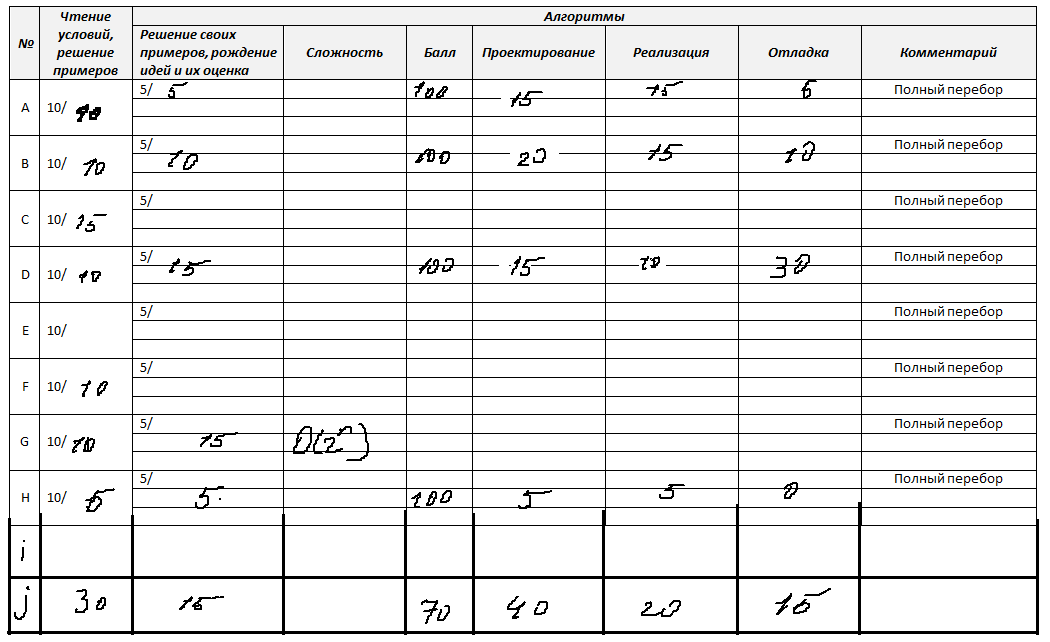 № Чтение условий, решение примеров Алгоритмы
Решение своих примеров, рождение идей и их оценка Сложность Балл Проектирование Реализация Отладка Комментарий
A 10/ 10 5/ 5 100 15 15 5 Полный перебор
B 10/ 10 5/ 10 100 20 15 10 Полный перебор
C 10/ 15 5/ Полный перебор
D 10/ 10 5/ 15 100 15 10 30 Полный перебор
E 10/ 5/ Полный перебор
F 10/ 10 5/ Полный перебор
G 10/ 10 5/ 15 Полный перебор
H 10/ 5 5/ 5 100 5 5 0 Полный перебор
i
j 30 15 70 40 20 15